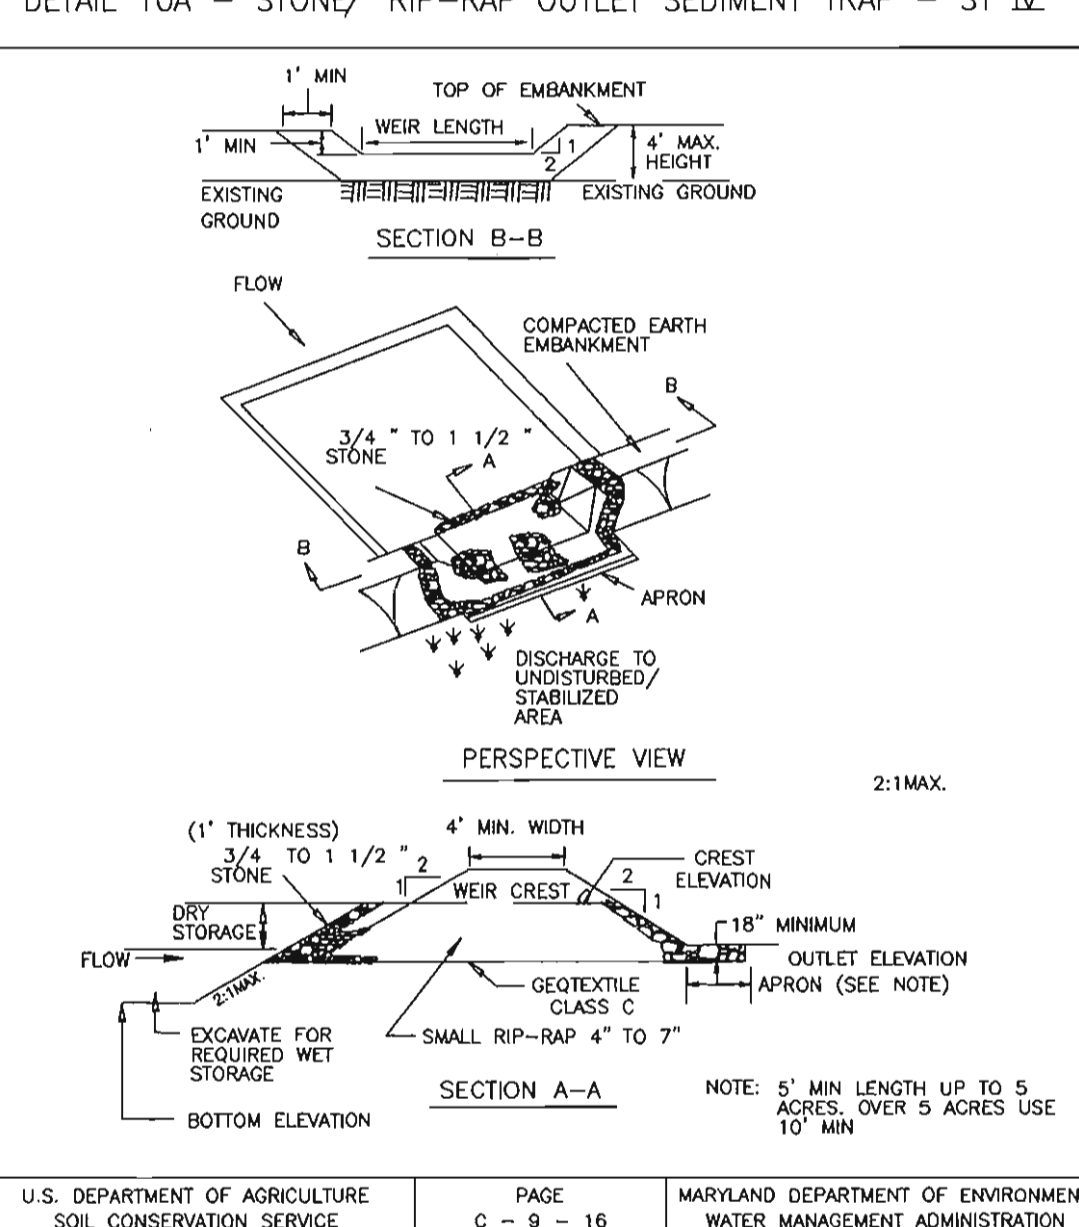 DETAIL 10A - STONE/ RIP-RAP OUTLET SEDIMENT TRAP - ST IV
1' MIN
TOP OF EMBANKMENT
WEIR LENGTH
1' MIN
1
2
4' MAX.
HEIGHT
EXISTING
GROUND
EXISTING GROUND
SECTION B-B
FLOW
COMPACTED EARTH
EMBANKMENT
B
3/4 " TO 1 1/2 "
STONE
A
B
APRON
A
DISCHARGE TO
UNDISTURBED/
STABILIZED
AREA
PERSPECTIVE VIEW
2:1MAX.
(1' THICKNESS)
3/4 TO 1 1/2 "
STONE
4' MIN. WIDTH
2
1
WEIR CREST
CREST
ELEVATION
2
1
DRY
STORAGE
18" MINIMUM
FLOW
OUTLET ELEVATION
2:1MAX.
GEOTEXTILE
CLASS C
APRON (SEE NOTE)
EXCAVATE FOR
REQUIRED WET
STORAGE
SMALL RIP-RAP 4" TO 7"
SECTION A-A
NOTE: 5' MIN LENGTH UP TO 5
ACRES. OVER 5 ACRES USE
10' MIN
BOTTOM ELEVATION
U.S. DEPARTMENT OF AGRICULTURE
SOIL CONSERVATION SERVICE
PAGE
C - 9 - 16
MARYLAND DEPARTMENT OF ENVIRONMEN
WATER MANAGEMENT ADMINISTRATION